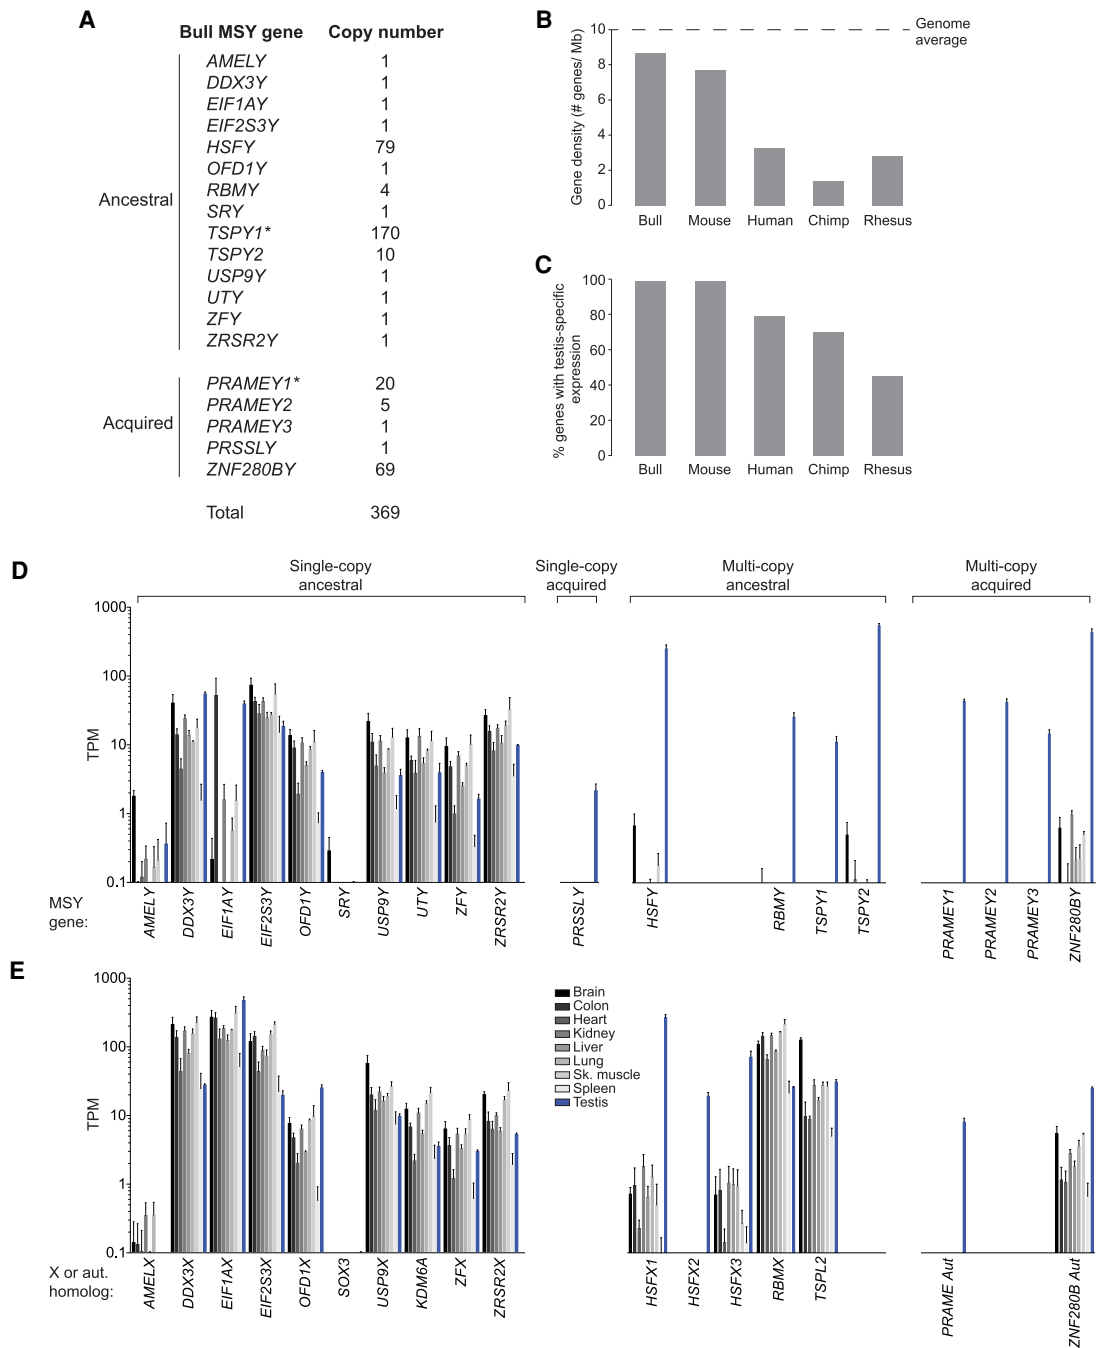 A
Bull MSY gene Copy number
Ancestral
AMELY 1
DDX3Y 1
EIF1AY 1
EIF2S3Y 1
HSFY 79
OFD1Y 1
RBMY 4
SRY 1
TSPY1* 170
TSPY2 10
USP9Y 1
UTY 1
ZFY 1
ZRSR2Y 1
Acquired
PRAMEY1* 20
PRAMEY2 5
PRAMEY3 1
PRSSLY 1
ZNF280BY 69
Total 369
B
Gene density (# genes/ Mb)
10
8
6
4
2
0
Genome
average
Bull Mouse Human Chimp Rhesus
C
% genes with testis-specific
expression
100
80
60
40
20
0
Bull Mouse Human Chimp Rhesus
D
Single-copy
ancestral
Single-copy
acquired
Multi-copy
ancestral
Multi-copy
acquired
TPM
1000
100
10
1
0.1
MSY
gene:
AMELY
DDX3Y
EIF1AY
EIF2S3Y
OFD1Y
SRY
USP9Y
UTY
ZFY
ZRSR2Y
PRSSLY
HSFY
RBMY
TSPY1
TSPY2
PRAMEY1
PRAMEY2
PRAMEY3
ZNF280BY
E
TPM
1000
100
10
1
0.1
Brain
Colon
Heart
Kidney
Liver
Lung
Sk. muscle
Spleen
Testis
X or aut.
homolog:
AMELX
DDX3X
EIF1AX
EIF2S3X
OFD1X
SOX3
USP9X
KDM6A
ZFX
ZRSR2X
HSFX1
HSFX2
HSFX3
RBMX
TSPL2
PRAME Aut
ZNF280B Aut